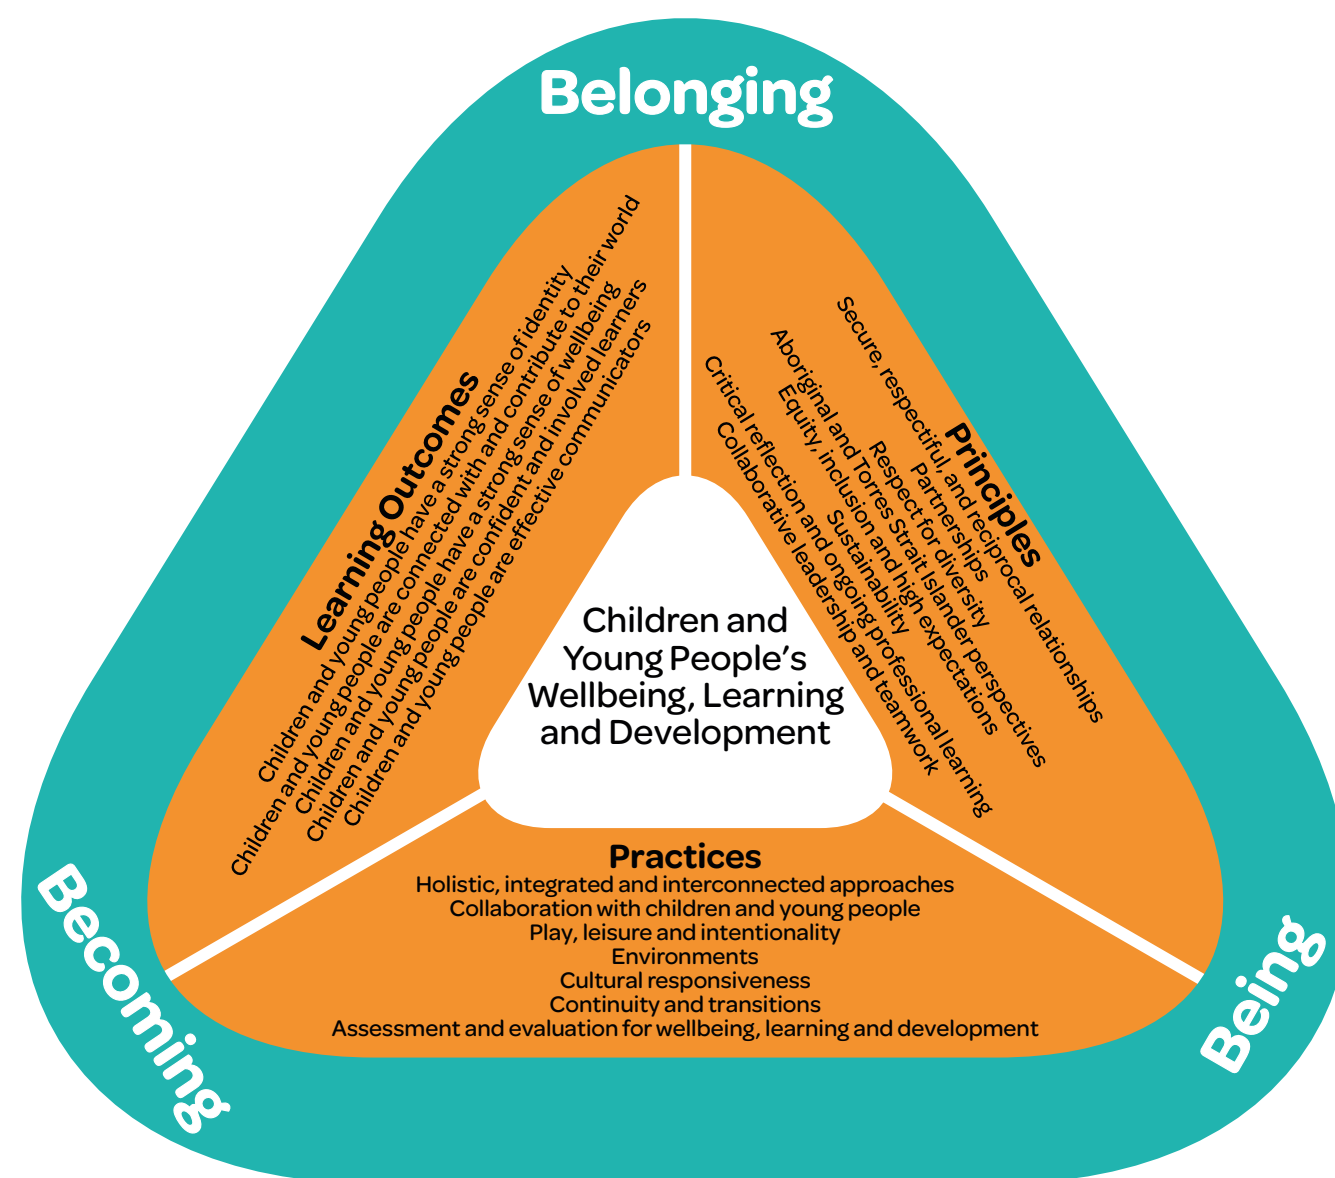 Belonging
Learning Outcomes
Children and young people have a strong sense of identity
Children and young people are connected with and contribute to their world
Children and young people have a strong sense of wellbeing
Children and young people are confident and involved learners
Children and young people are effective communicators
Principles
Secure, respectiful, and reciprocal relationships
Partnerships
Respect for diversity
Aboriginal and Torres Strait Islander perspectives
Equity, inclusion and high expectations
Sustainability
Critical reflection and ongoing professional learning
Collaborative leadership and teamwork
Children and
Young People’s
Wellbeing, Learning
and Development
Practices
Holistic, integrated and interconnected approaches
Collaboration with children and young people
Play, leisure and intentionality
Environments
Cultural responsiveness
Continuity and transitions
Assessment and evaluation for wellbeing, learning and development
Becoming
Being